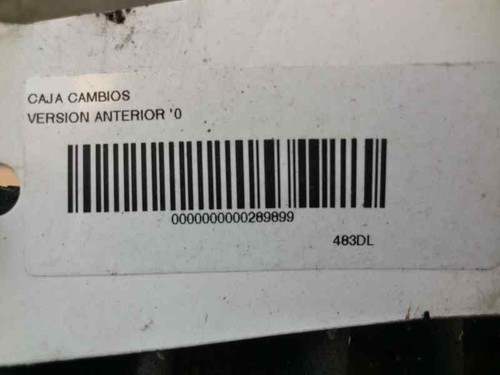 CAJA CAMBIOS
VERSION ANTERIOR '0
0000000000289899
483DL